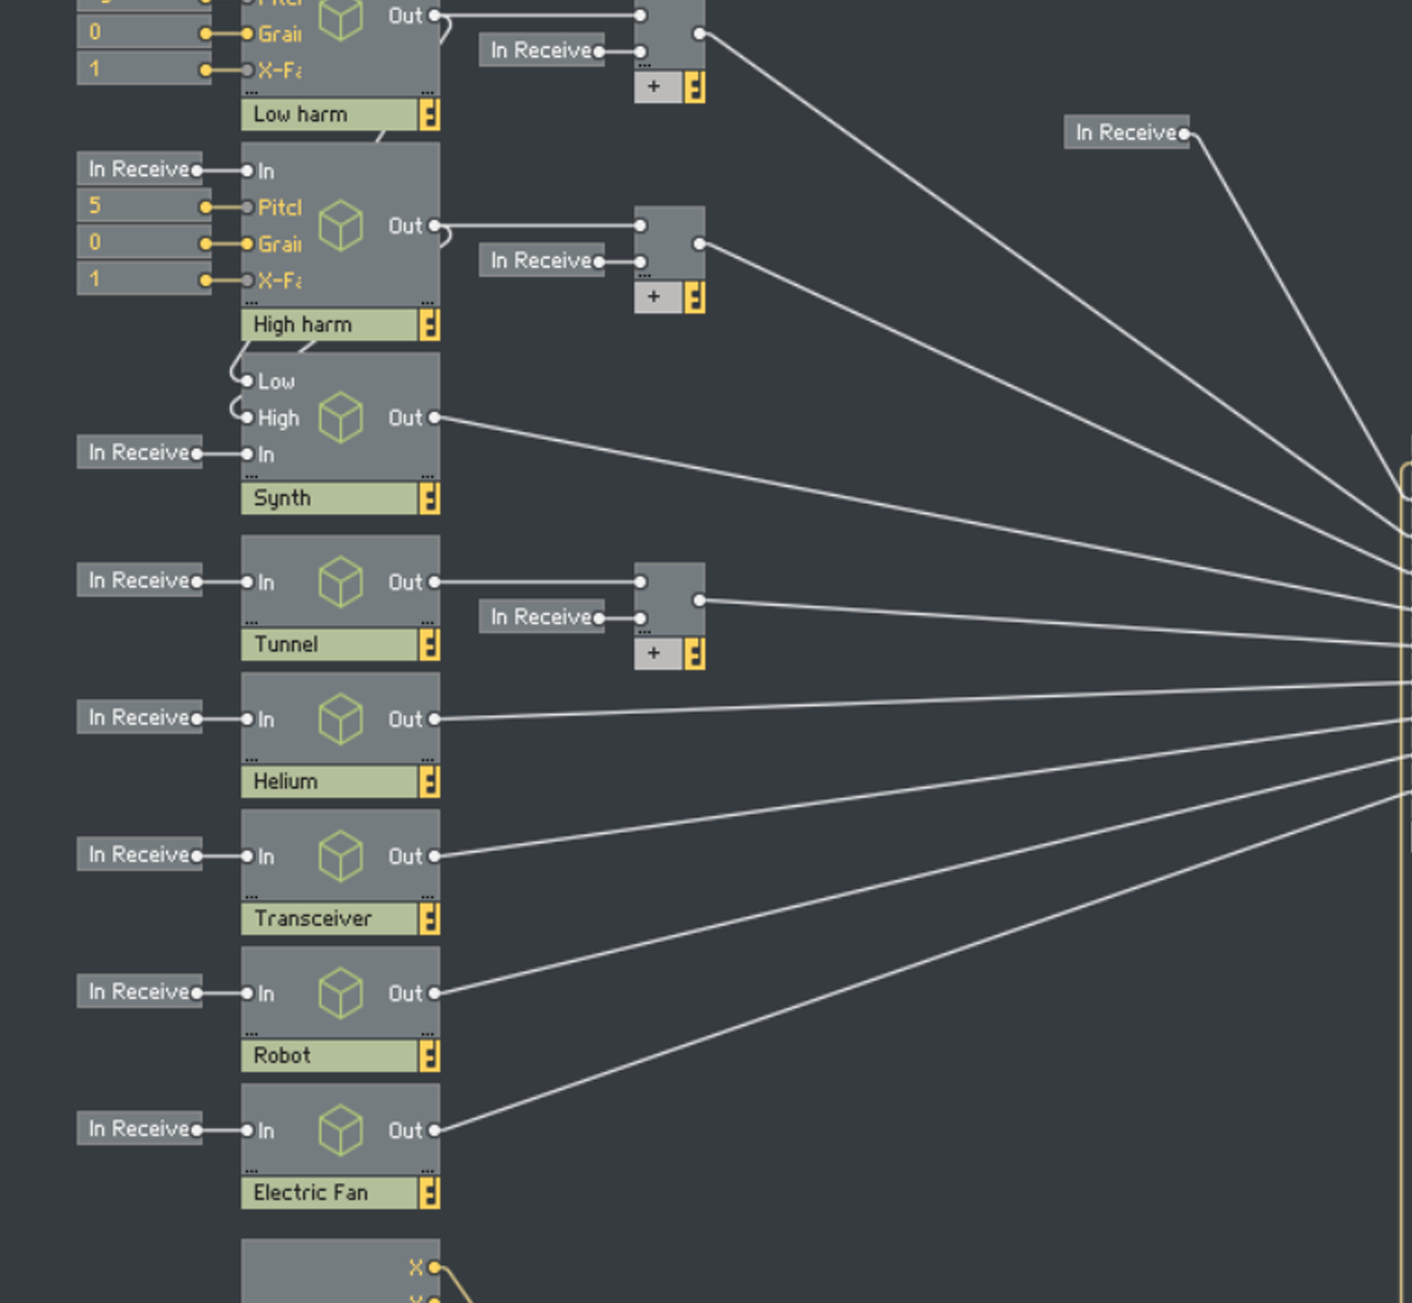 Out
0
Grai
In Receive
1
X-Fa
...
...
...
+
Low harm
In Receive
In Receive
In
5
Pitcl
Out
0
Grai
In Receive
1
X-Fa
...
...
...
+
High harm
Low
High
Out
In Receive
In
...
...
Synth
In Receive
In
Out
In Receive
...
...
...
Tunnel
+
In Receive
In
Out
...
...
Helium
In Receive
In
Out
...
...
Transceiver
In Receive
In
Out
...
...
Robot
In Receive
In
Out
...
...
Electric Fan
X